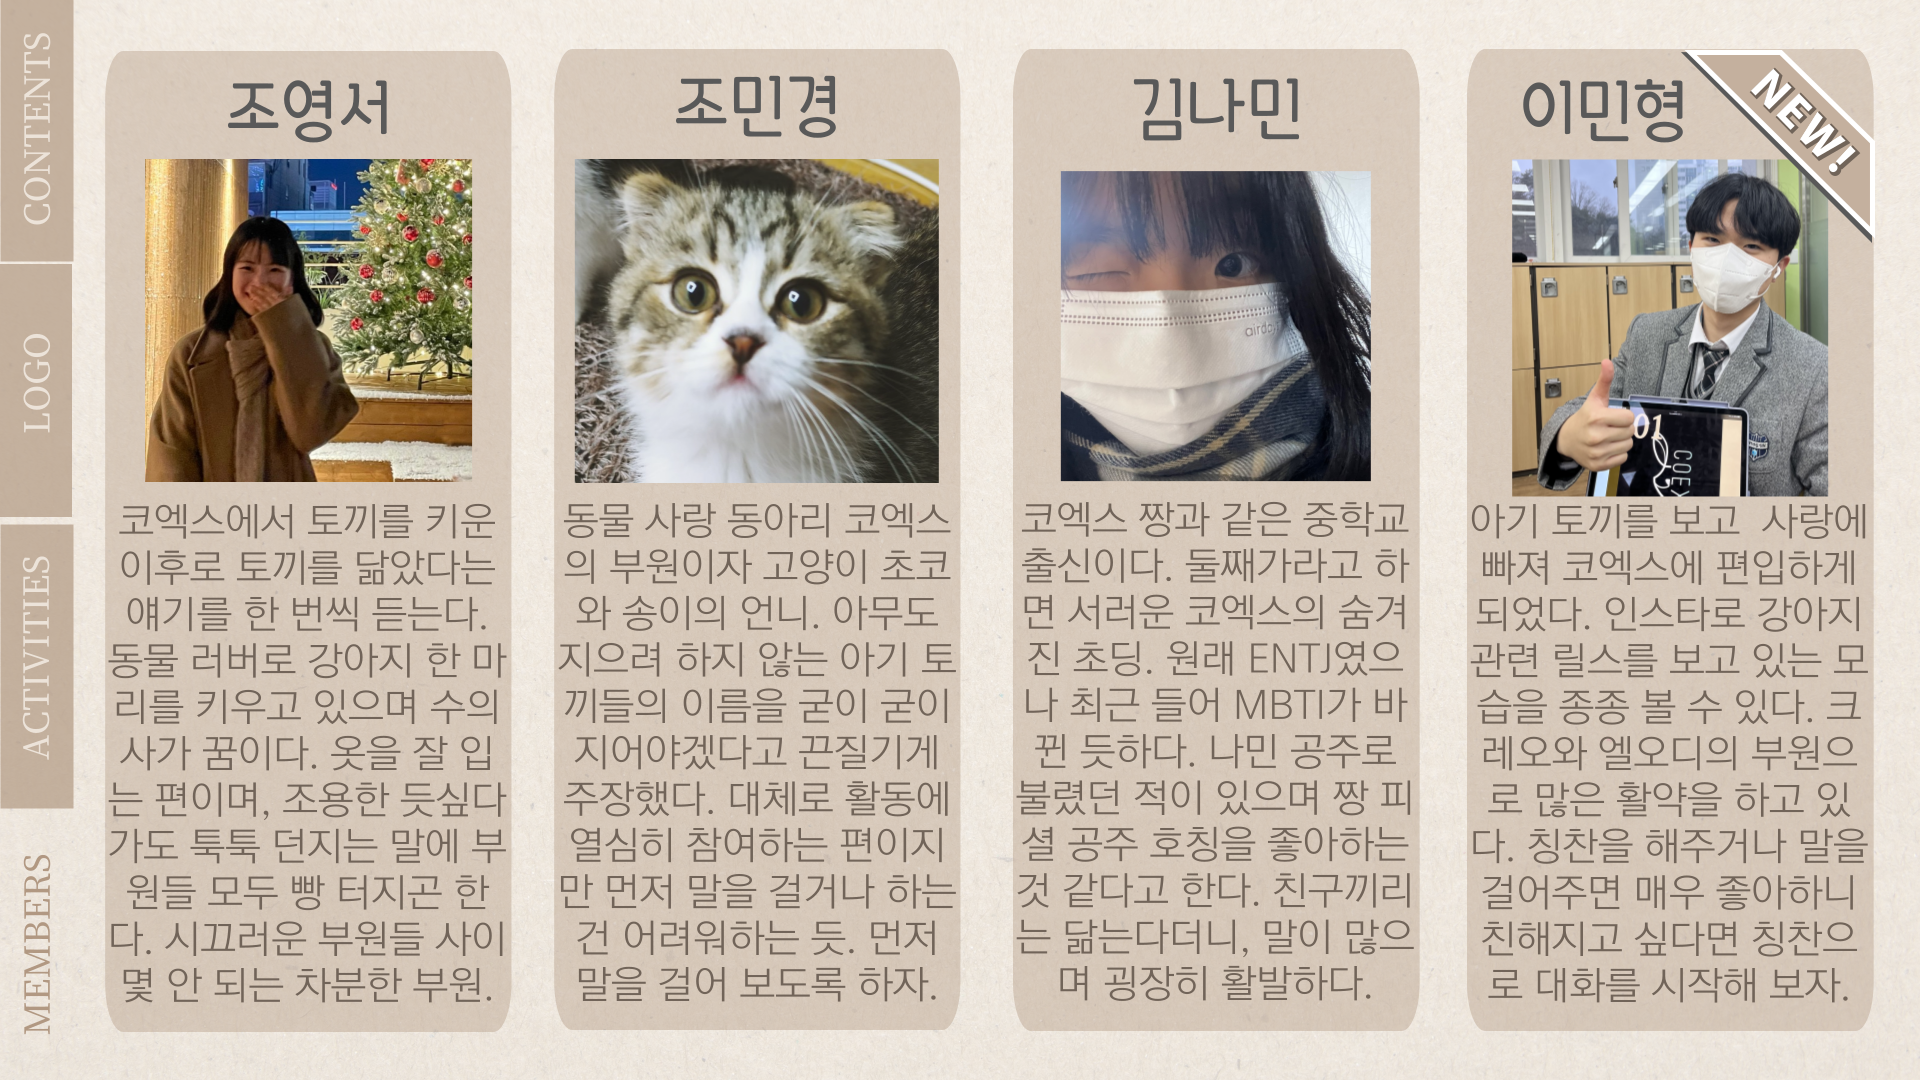 CONTENTS
LOGO
ACTIVITIES
MEMBERS
조영서
코엑스에서 토끼를 키운
이후로 토끼를 닮았다는
얘기를 한 번씩 듣는다.
동물 러버로 강아지 한 마
리를 키우고 있으며 수의
사가 꿈이다. 옷을 잘 입
는 편이며, 조용한 듯싶다
가도 툭툭 던지는 말에 부
원들 모두 빵 터지곤 한
다. 시끄러운 부원들 사이
몇 안 되는 차분한 부원.
조민경
동물 사랑 동아리 코엑스
의 부원이자 고양이 초코
와 송이의 언니. 아무도
지으려 하지 않는 아기 토
끼들의 이름을 굳이 굳이
지어야겠다고 끈질기게
주장했다. 대체로 활동에
열심히 참여하는 편이지
만 먼저 말을 걸거나 하는
건 어려워하는 듯. 먼저
말을 걸어 보도록 하자.
김나민
airdo
코엑스 짱과 같은 중학교
출신이다. 둘째가라고 하
면 서러운 코엑스의 숨겨
진 초딩. 원래 ENTJ였으
나 최근 들어 MBTI가 바
뀐 듯하다. 나민 공주로
불렸던 적이 있으며 짱 피
셜 공주 호칭을 좋아하는
것 같다고 한다. 친구끼리
는 닮는다더니, 말이 많으
며 굉장히 활발하다.
이민형
NEW!
01
COEX
아기 토끼를 보고 사랑에
빠져 코엑스에 편입하게
되었다. 인스타로 강아지
관련 릴스를 보고 있는 모
습을 종종 볼 수 있다. 크
레오와 엘오디의 부원으
로 많은 활약을 하고 있
다. 칭찬을 해주거나 말을
걸어주면 매우 좋아하니
친해지고 싶다면 칭찬으
로 대화를 시작해 보자.